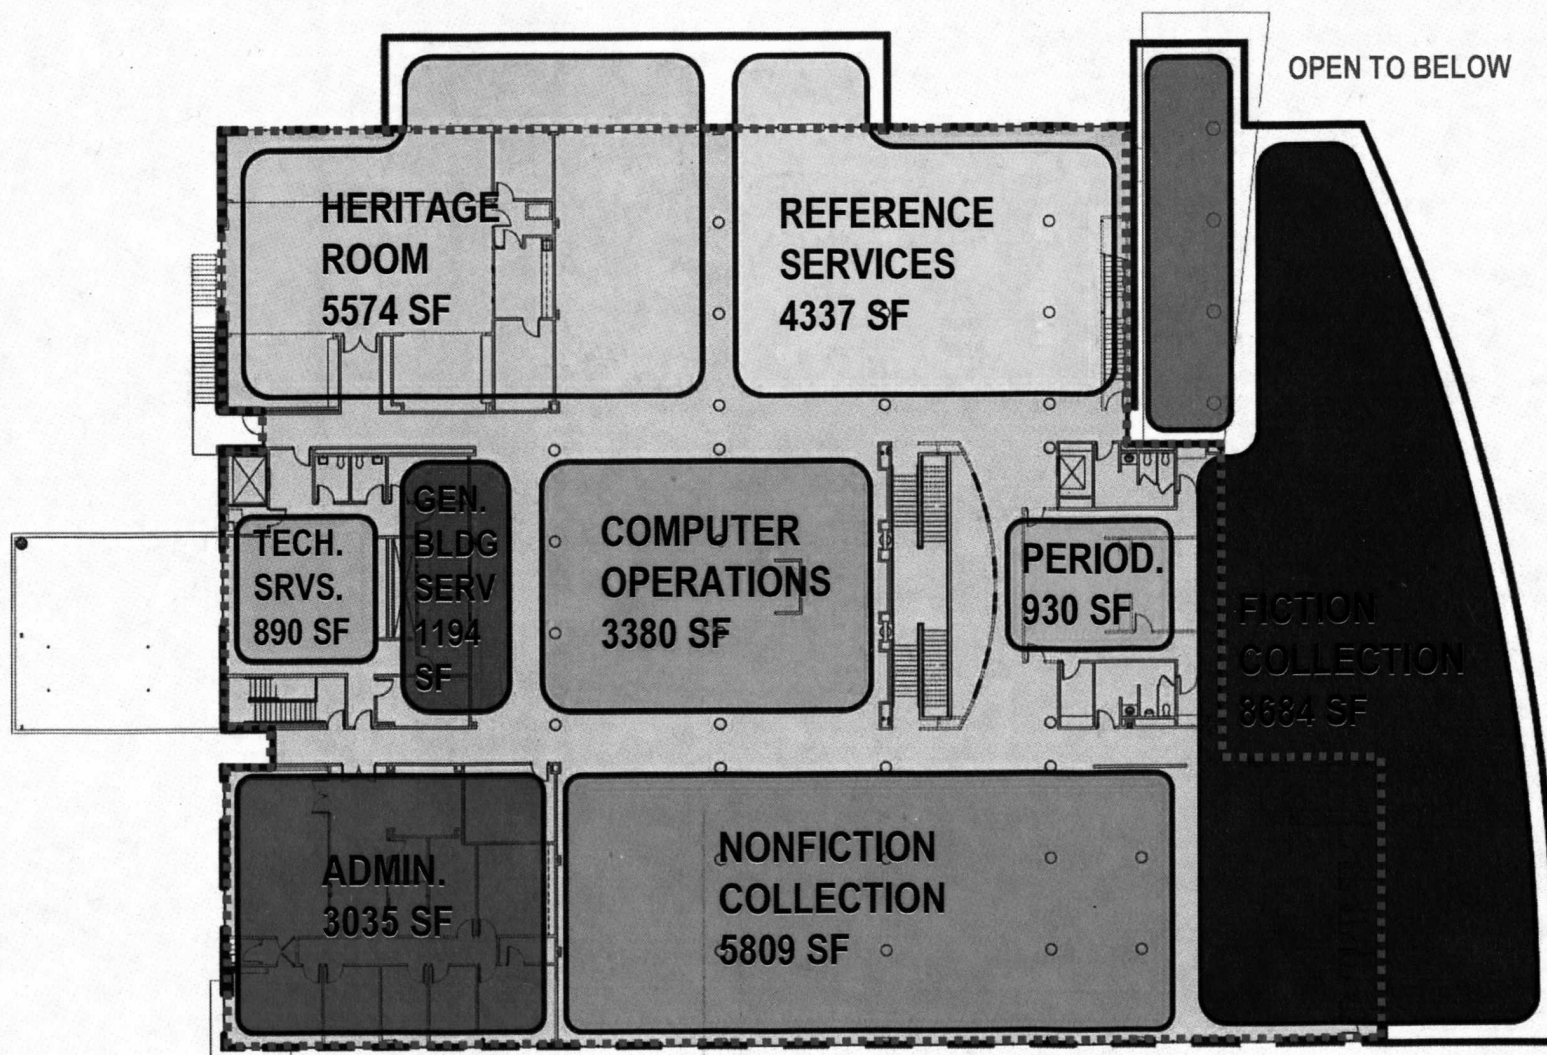 OPEN TO BELOW
HERITAGE
ROOM
5574 SF
REFERENCE
SERVICES
4337 SF
TECH.
SRVS.
890 SF
GEN.
BLDG
SERV
1194
SF
COMPUTER
OPERATIONS
3380 SF
PERIOD.
930 SF
FICTION
COLLECTION
8684 SF
ADMIN.
3035 SF
NONFICTION
COLLECTION
5809 SF